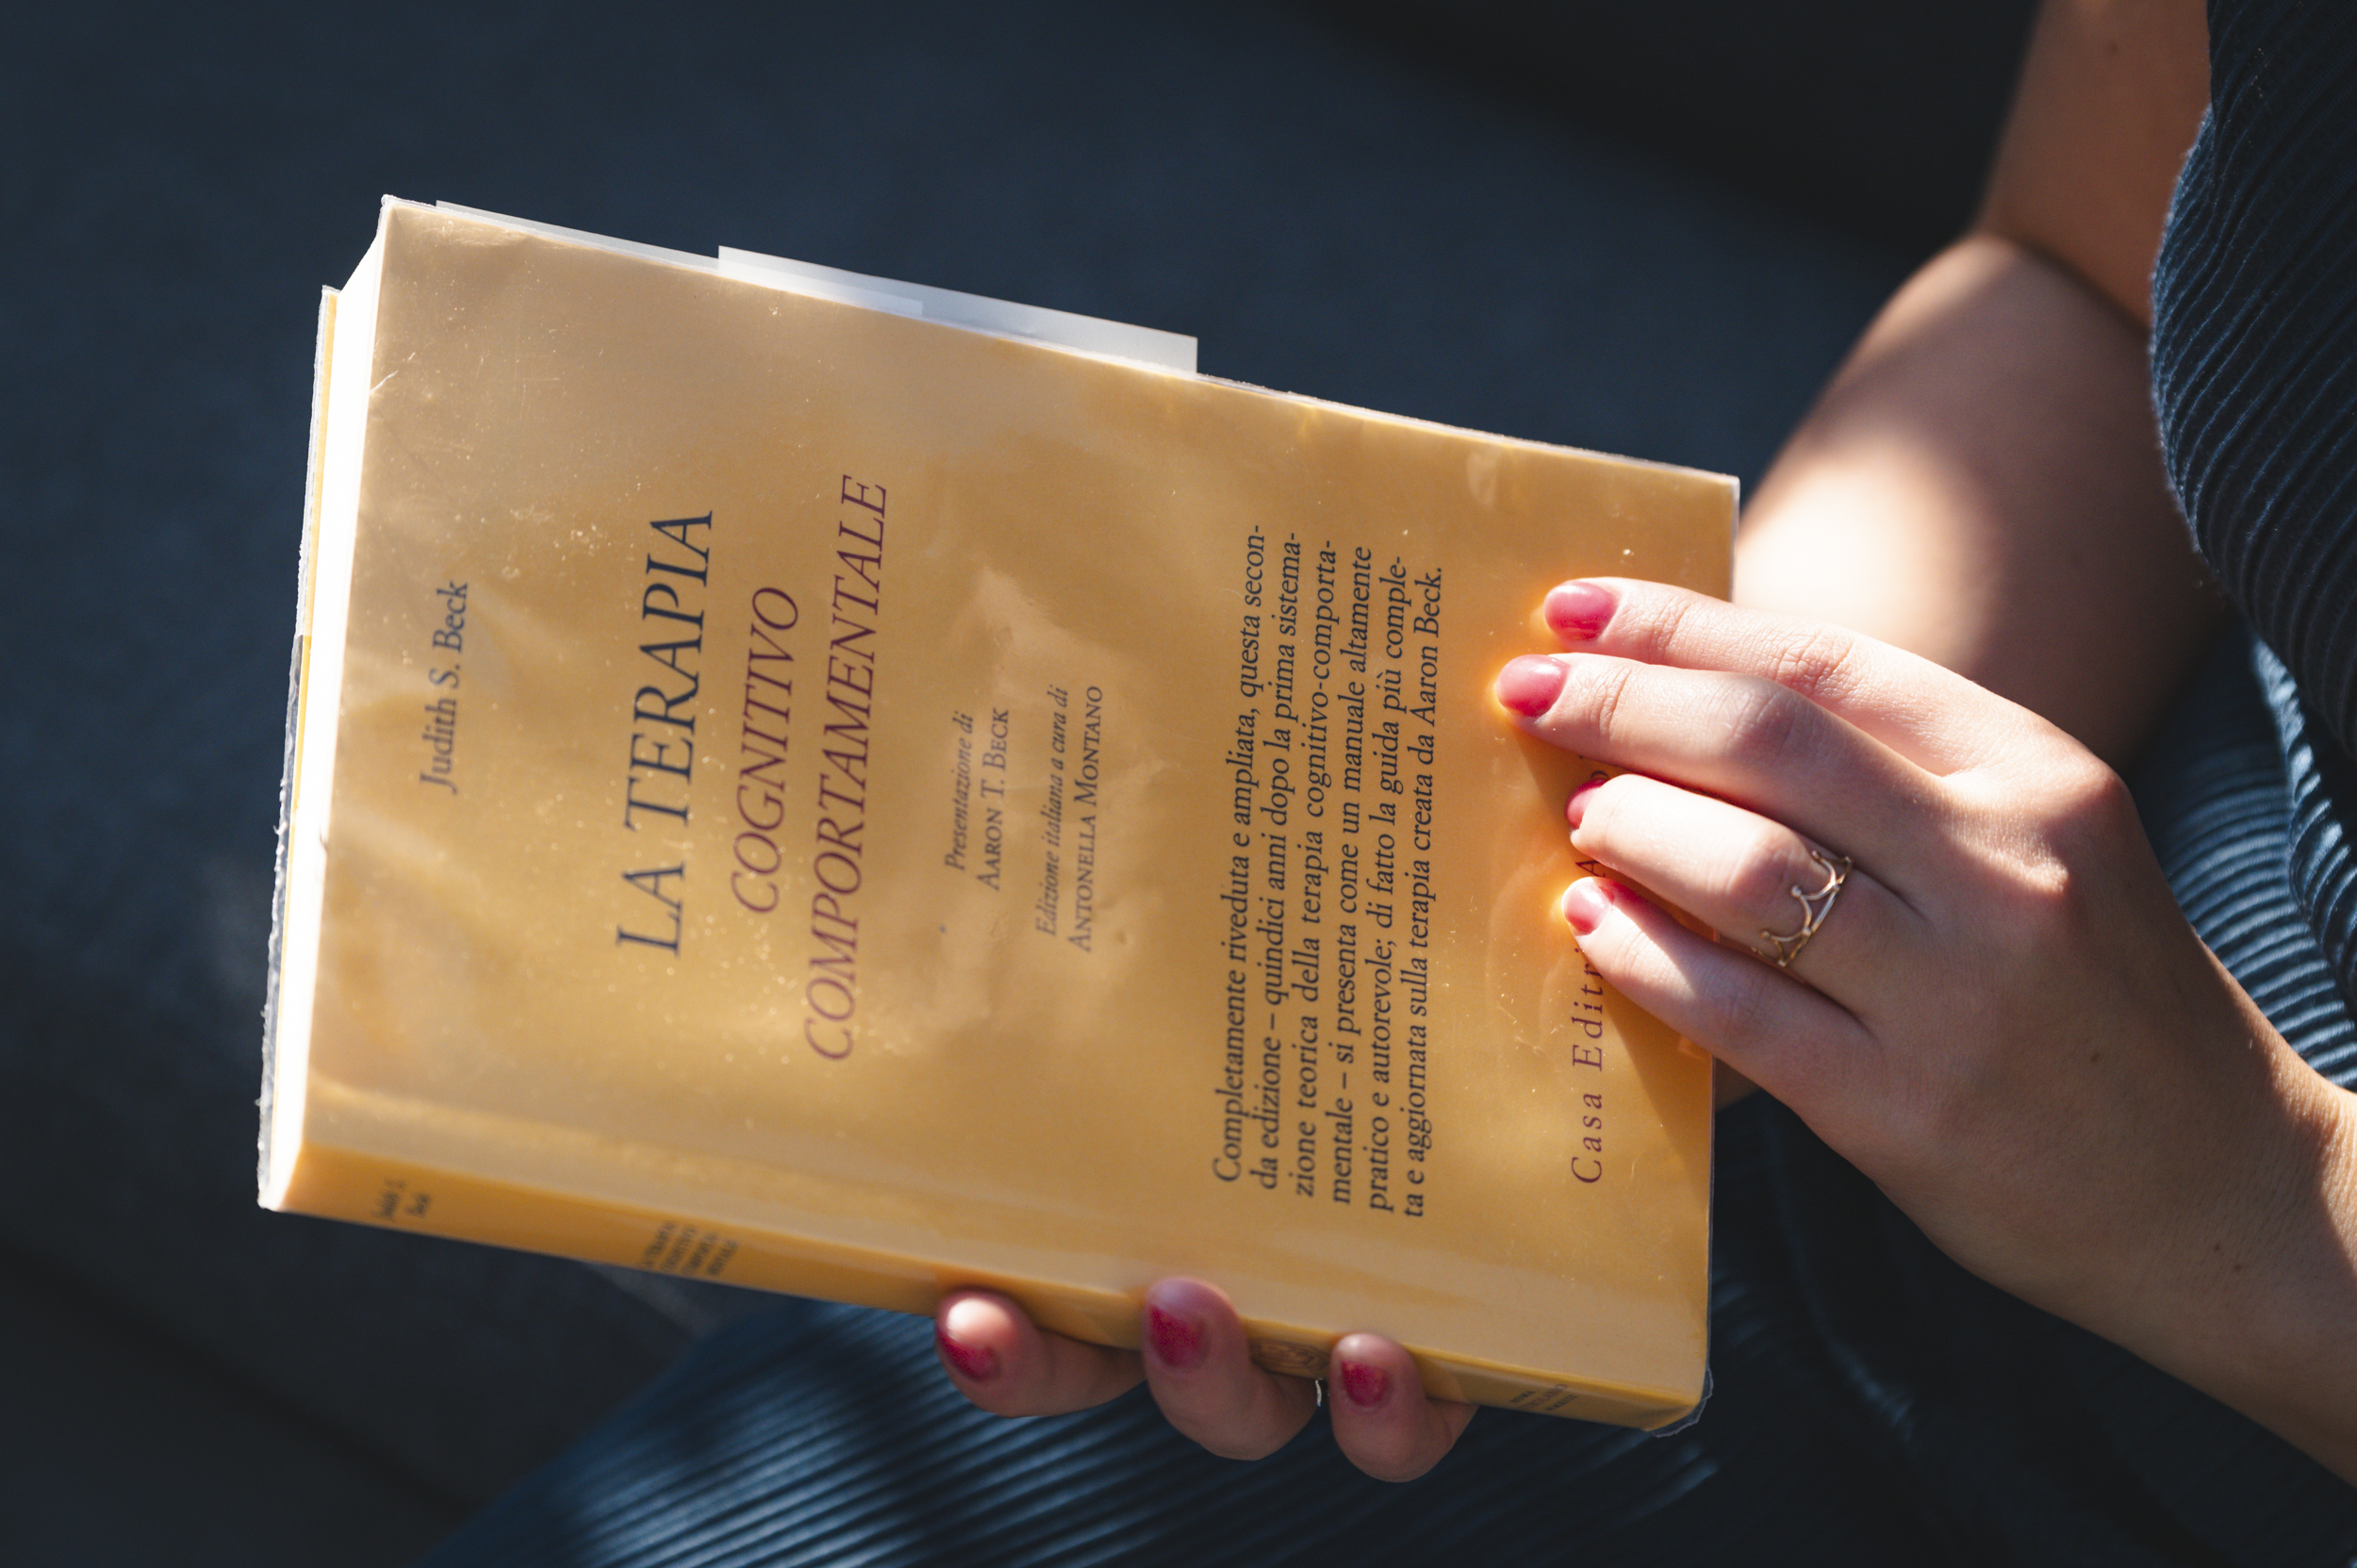 Judith S. Beck
LA TERAPIA
COGNITIVO
COMPORTAMENTALE
Presentazione di
AARON T. BECK
Edizione italiana a cura di
ANTONELLA MONTANO
Completamente riveduta e ampliata, questa secon-
da edizione – quindici anni dopo la prima sistema-
zione teorica della terapia cognitivo-comporta-
mentale – si presenta come un manuale altamente
pratico e autorevole; di fatto la guida più comple-
ta e aggiornata sulla terapia creata da Aaron Beck.
Casa
Judith S.
Beck